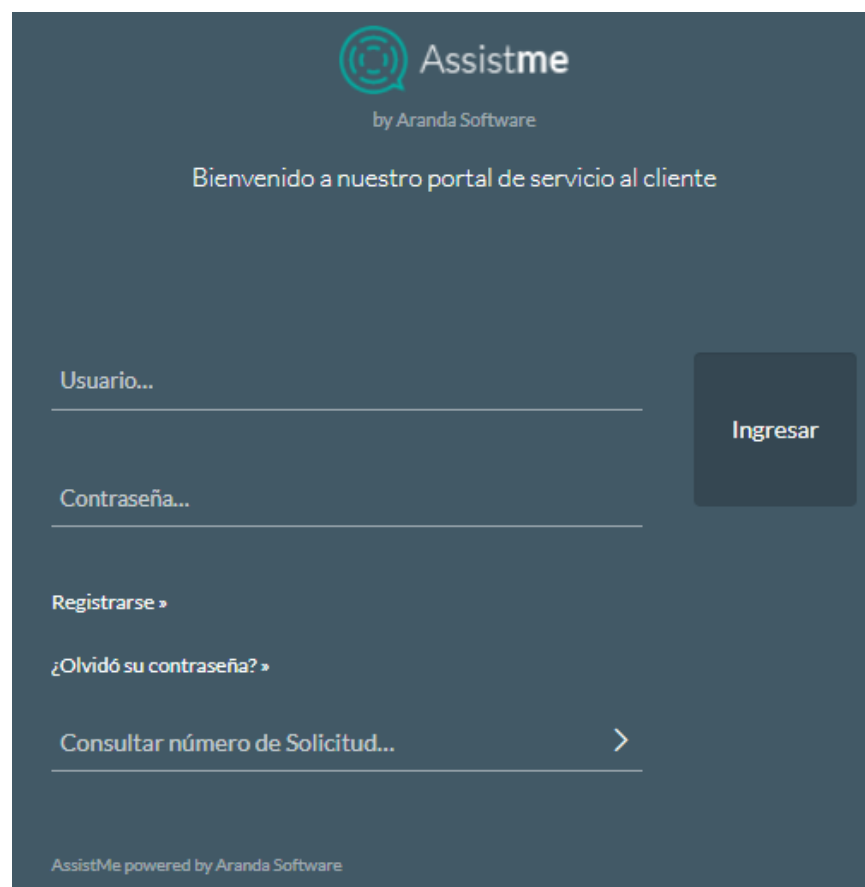 Assistme
by Aranda Software
Bienvenido a nuestro portal de servicio al cliente
Usuario...
Ingresar
Contraseña...
Registrarse »
¿Olvidó su contraseña? »
Consultar número de Solicitud...
AssistMe powered by Aranda Software